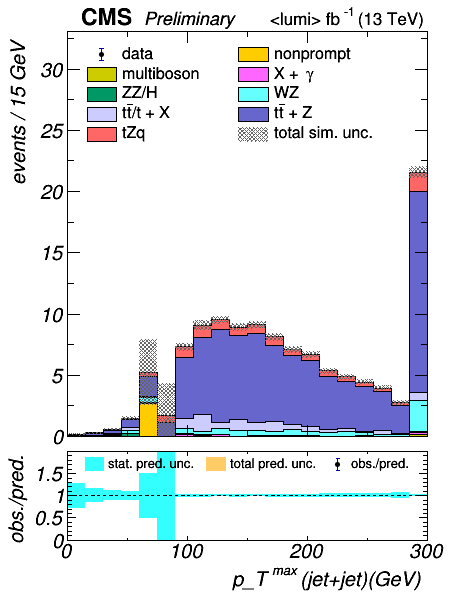 CMS Preliminary <lumi> fb⁻¹ (13 TeV)
events / 15 GeV
data
nonprompt
multiboson
X + γ
ZZ/H
WZ
tt̄/t + X
tt̄ + Z
tZq
total sim. unc.
30
25
20
15
10
5
0
obs./pred.
stat. pred. unc.
total pred. unc.
obs./pred.
1.5
1
0.5
0
0 100 200 300
p_T^max (jet+jet)(GeV)